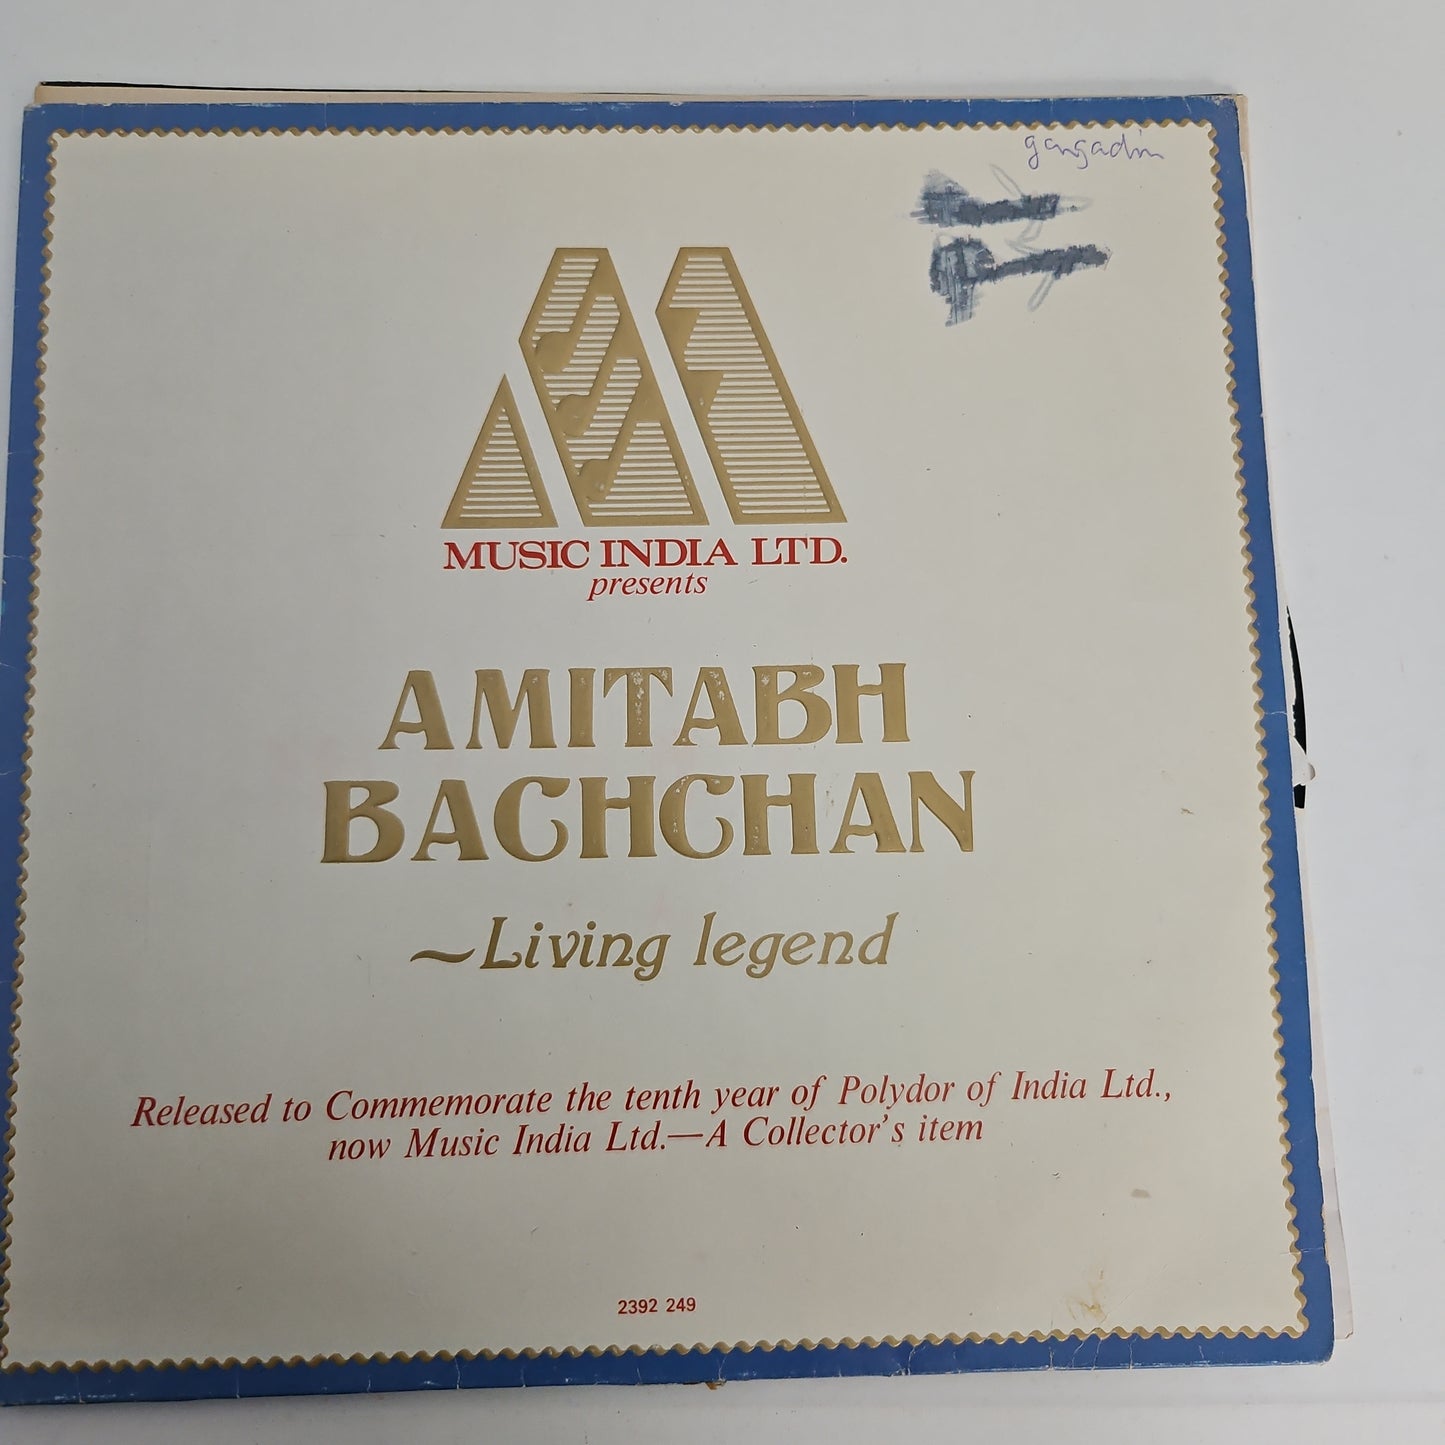 gangadin
MUSIC INDIA LTD.
presents
AMITABH
BACHCHAN
~Living legend
Released to Commemorate the tenth year of Polydor of India Ltd.,
now Music India Ltd.—A Collector's item
2392 249